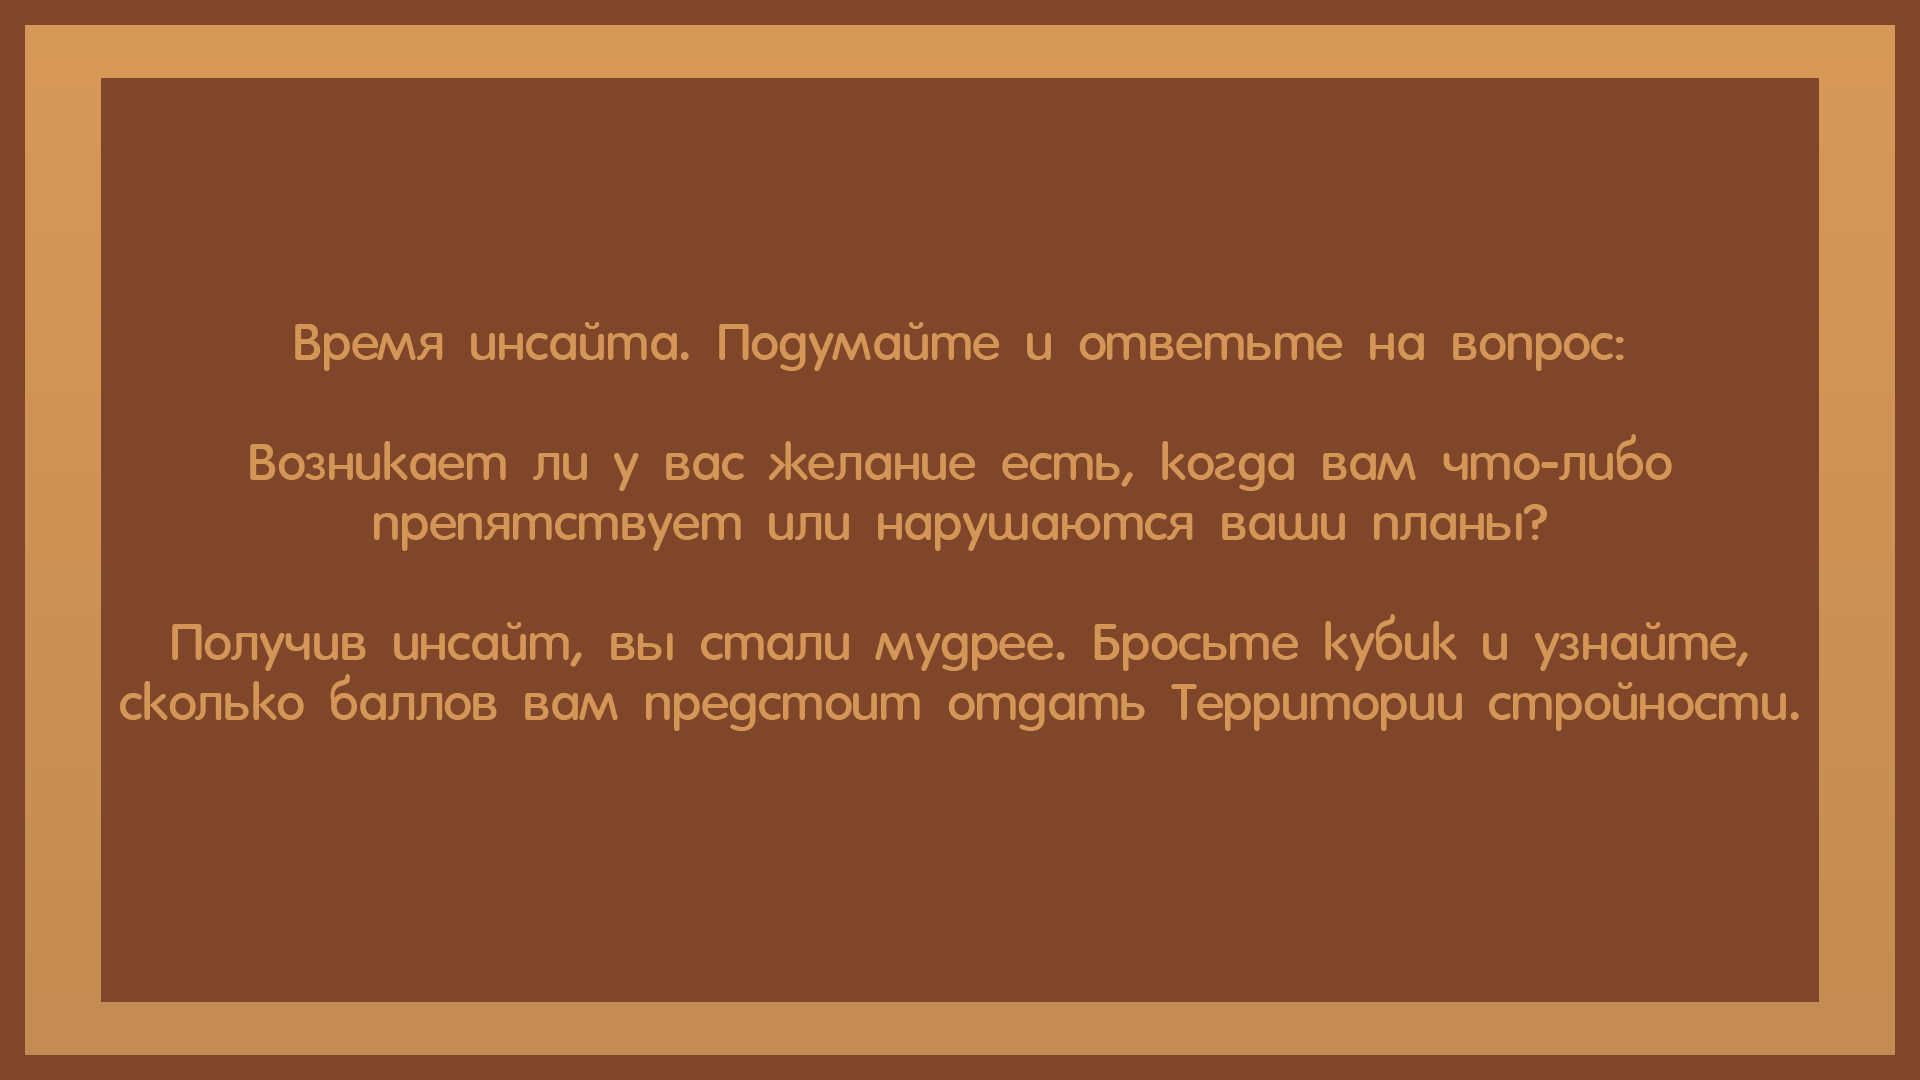 Время инсайта. Подумайте и ответьте на вопрос:
Возникает ли у вас желание есть, когда вам что-либо
препятствует или нарушаются ваши планы?
Получив инсайт, вы стали мудрее. Бросьте кубик и узнайте,
сколько баллов вам предстоит отдать Территории стройности.